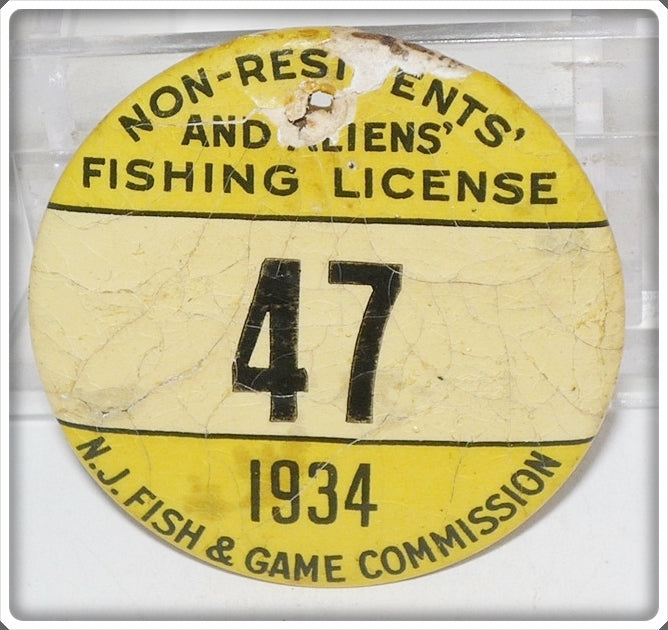 NON-RESIDENTS'
AND ALIENS'
FISHING LICENSE
47
1934
N.J. FISH & GAME COMMISSION